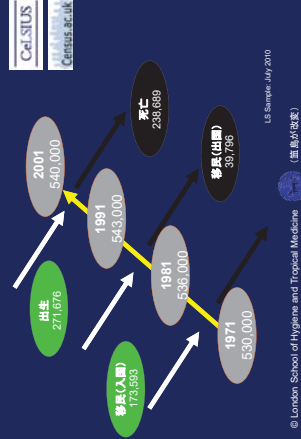 CeLSIUS
Census.ac.uk
2001
540,000
出生
271,676
死亡
238,689
1991
543,000
移民(入国)
173,593
1981
536,000
移民(出国)
39,796
1971
530,000
LS Sample: July 2010
© London School of Hygiene and Tropical Medicine
(笽島が改変)